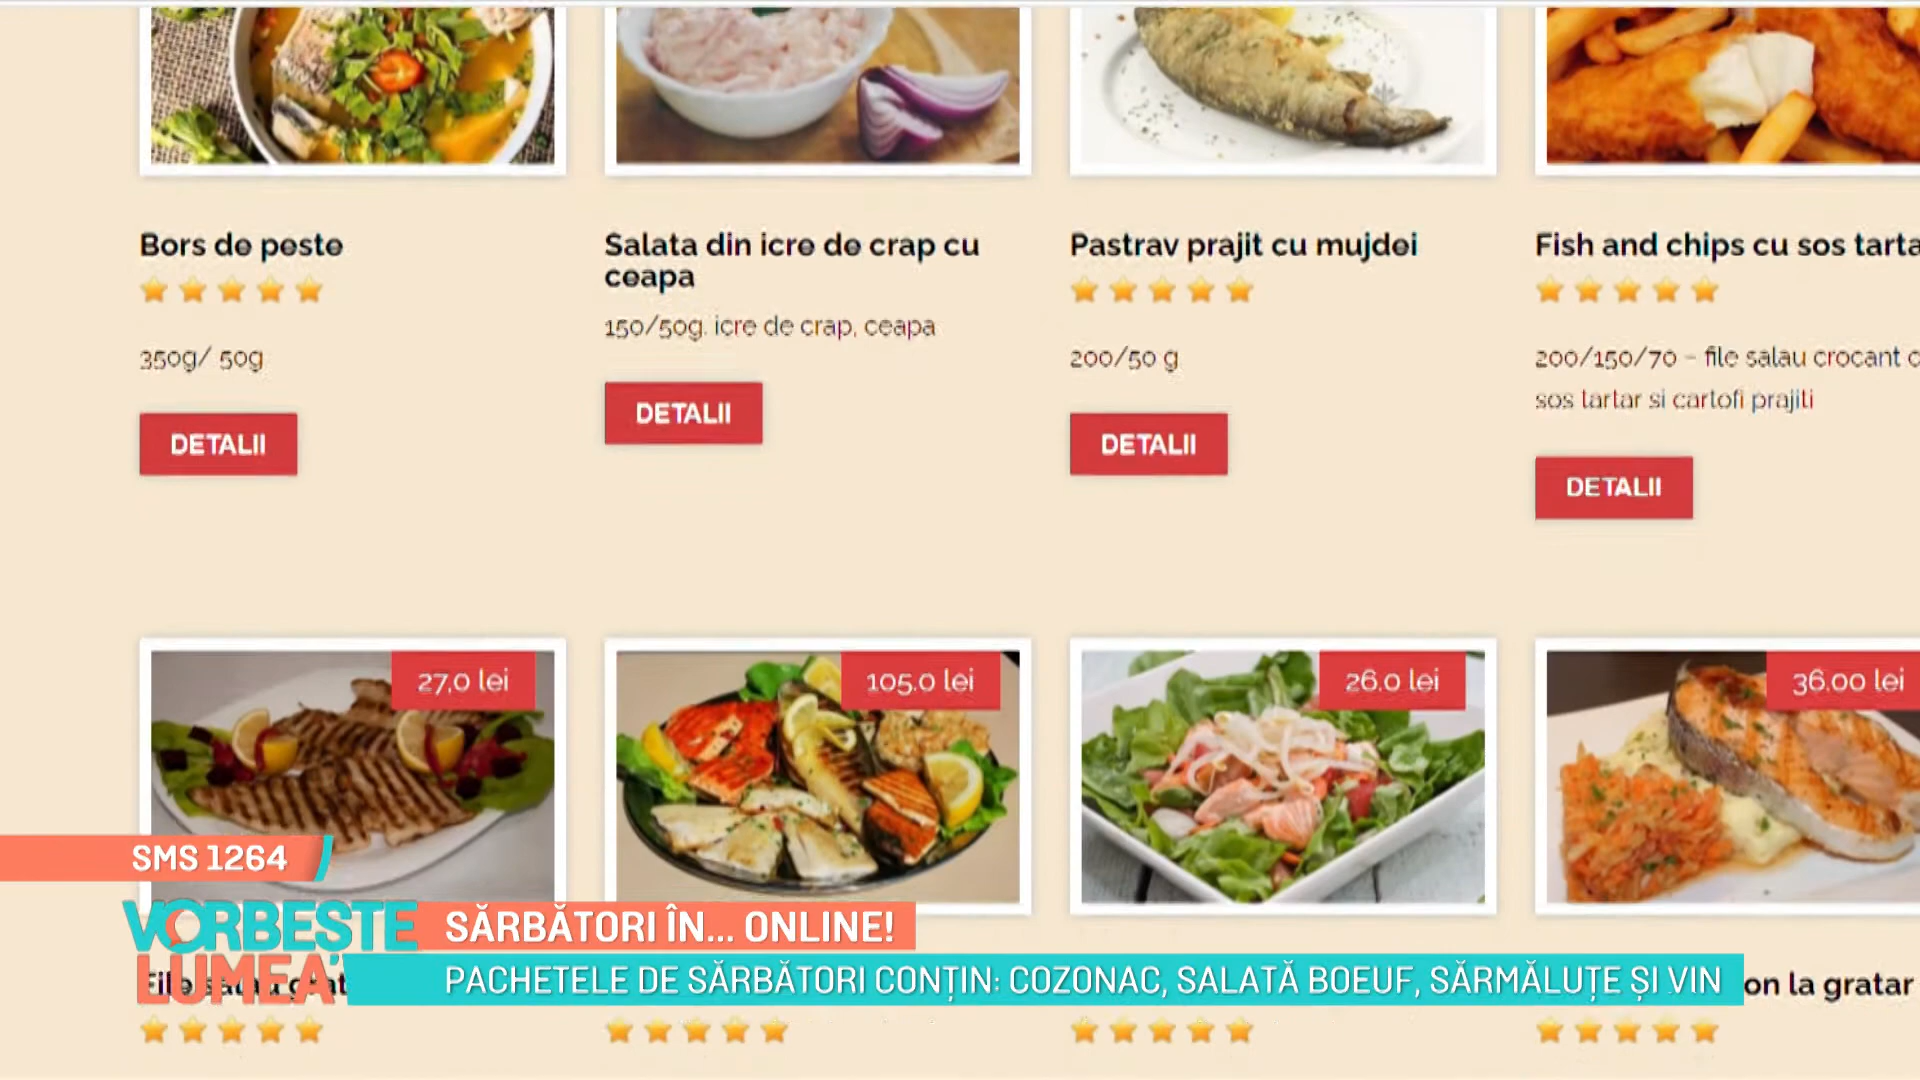 Bors de peste
350g/ 50g
DETALII
Salata din icre de crap cu
ceapa
150/50g. icre de crap, ceapa
DETALII
Pastrav prajit cu mujdei
200/50 g
DETALII
Fish and chips cu sos tarta
200/150/70 - file salau crocant c
sos tartar si cartofi prajiti
DETALII
27,0 lei
105.0 lei
26.0 lei
36.00 lei
SMS 1264
VORBEȘTE
LUMEA
SĂRBĂTORI ÎN... ONLINE!
PACHETELE DE SĂRBĂTORI CONȚIN: COZONAC, SALATĂ BOEUF, SĂRMĂLUȚE ȘI VIN
on la gratar